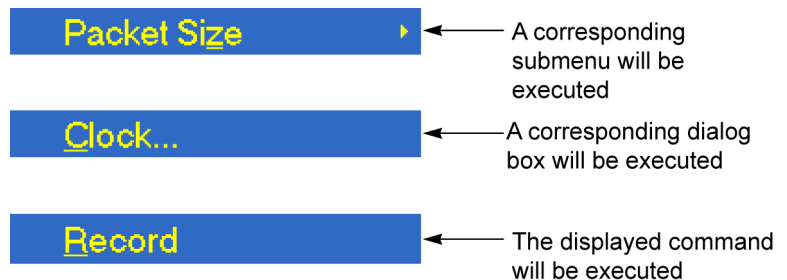 Packet Size
A corresponding
submenu will be
executed
Clock...
A corresponding dialog
box will be executed
Record
The displayed command
will be executed